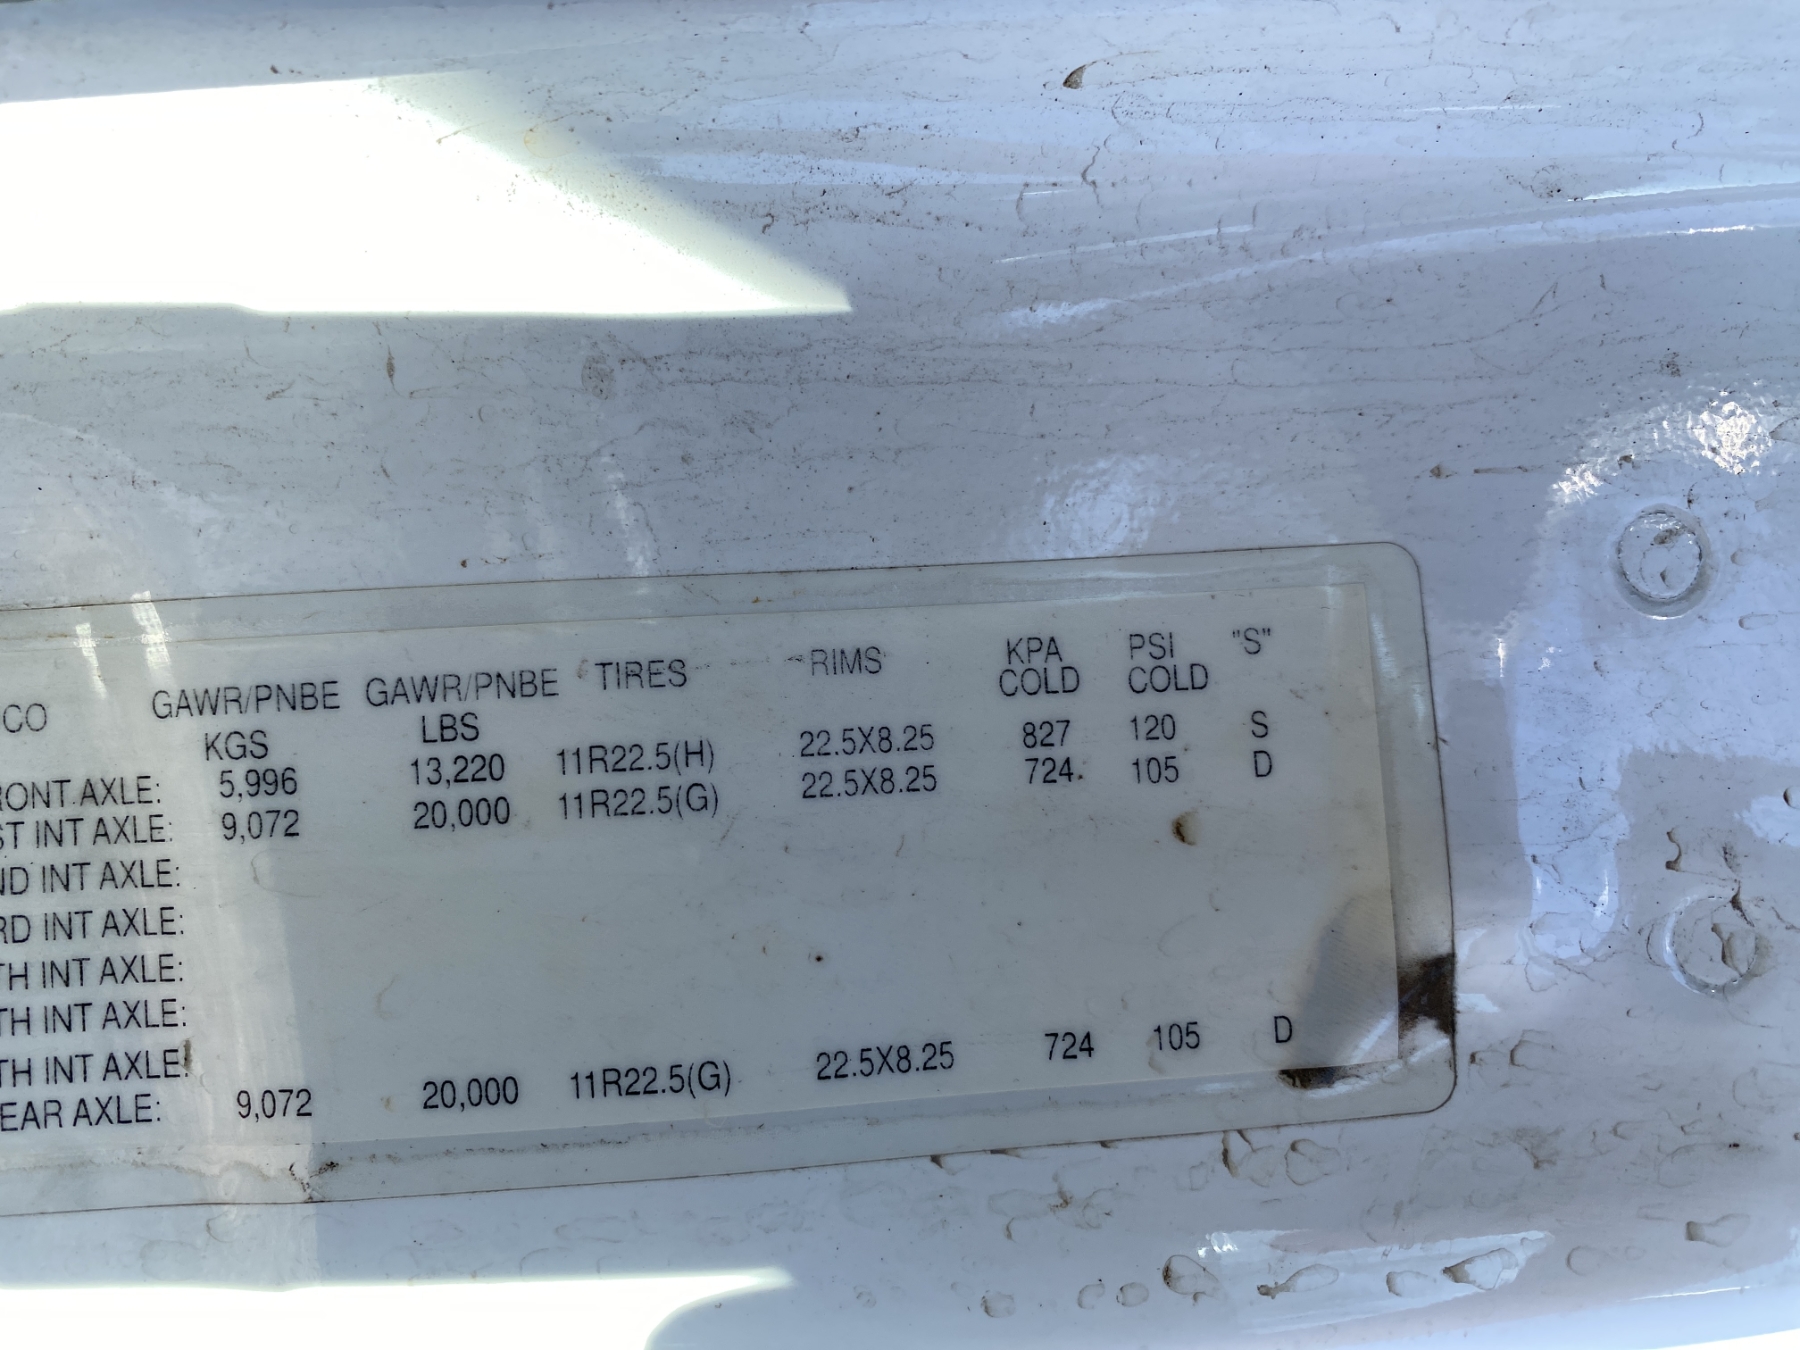 CO GAWR/PNBE GAWR/PNBE TIRES RIMS KPA PSI "S"
KGS LBS COLD COLD
RONT AXLE: 5,996 13,220 11R22.5(H) 22.5X8.25 827 120 S
ST INT AXLE: 9,072 20,000 11R22.5(G) 22.5X8.25 724 105 D
ND INT AXLE:
RD INT AXLE:
TH INT AXLE:
TH INT AXLE:
TH INT AXLE:
EAR AXLE: 9,072 20,000 11R22.5(G) 22.5X8.25 724 105 D